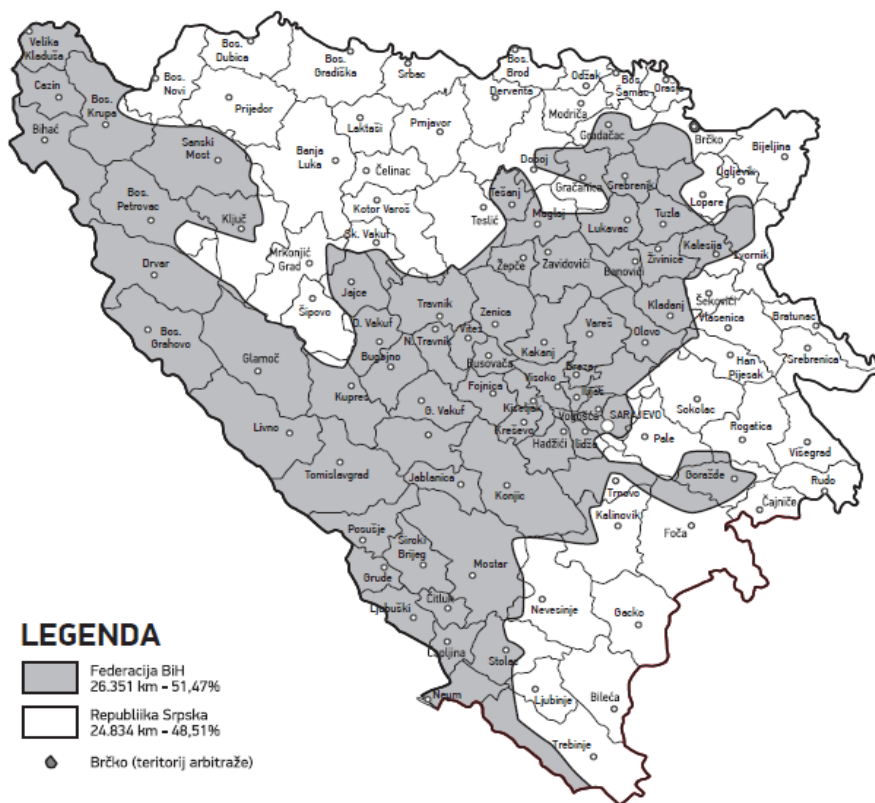 Velika
Kladuša
Cazin
Bihać
Bos.
Krupa
Bos.
Novi
Bos.
Dubica
Prijedor
Bos.
Gradiška
Srbac
Laktaši
Prnjavor
Bos.
Brod
Derventa
Odžak
Bos.
Šamac
Orašje
Modriča
Gradačac
Brčko
Bijeljina
Ugljevik
Lopare
Sanski
Most
Banja
Luka
Čelinac
Kotor Varoš
Sk. Vakuf
Teslić
Doboj
Tešanj
Gračanica
Srebrenik
Maglaj
Lukavac
Tuzla
Kalesija
Zvornik
Živinice
Banovići
Zavidovići
Žepče
Bos.
Petrovac
Ključ
Mrkonjić
Grad
Šipovo
Drvar
Jajce
D. Vakuf
Bugojno
Travnik
N. Travnik
Vitez
Zenica
Busovača
Fojnica
Kakanj
Visoko
Vareš
Breza
Ilijaš
Olovo
Kladanj
Šekovići
Vlasenica
Bratunac
Srebrenica
Han
Pijesak
Bos.
Grahovo
Glamoč
Kupreš
G. Vakuf
Kiseljak
Kreševo
Vogošća
SARAJEVO
Hadžići
Ilidža
Pale
Sokolac
Rogatica
Višegrad
Rudo
Goražde
Čajniče
Livno
Tomislavgrad
Jablanica
Konjic
Trnovo
Kalinovik
Foča
Posušje
Široki
Brijeg
Mostar
Grude
Ljubuški
Čitluk
Čapljina
Stolac
Nevesinje
Gacko
Neum
Ljubinje
Bileća
Trebinje
LEGENDA
Federacija BiH
26.351 km - 51,47%
Republiika Srpska
24.834 km - 48,51%
Brčko (teritorij arbitraže)